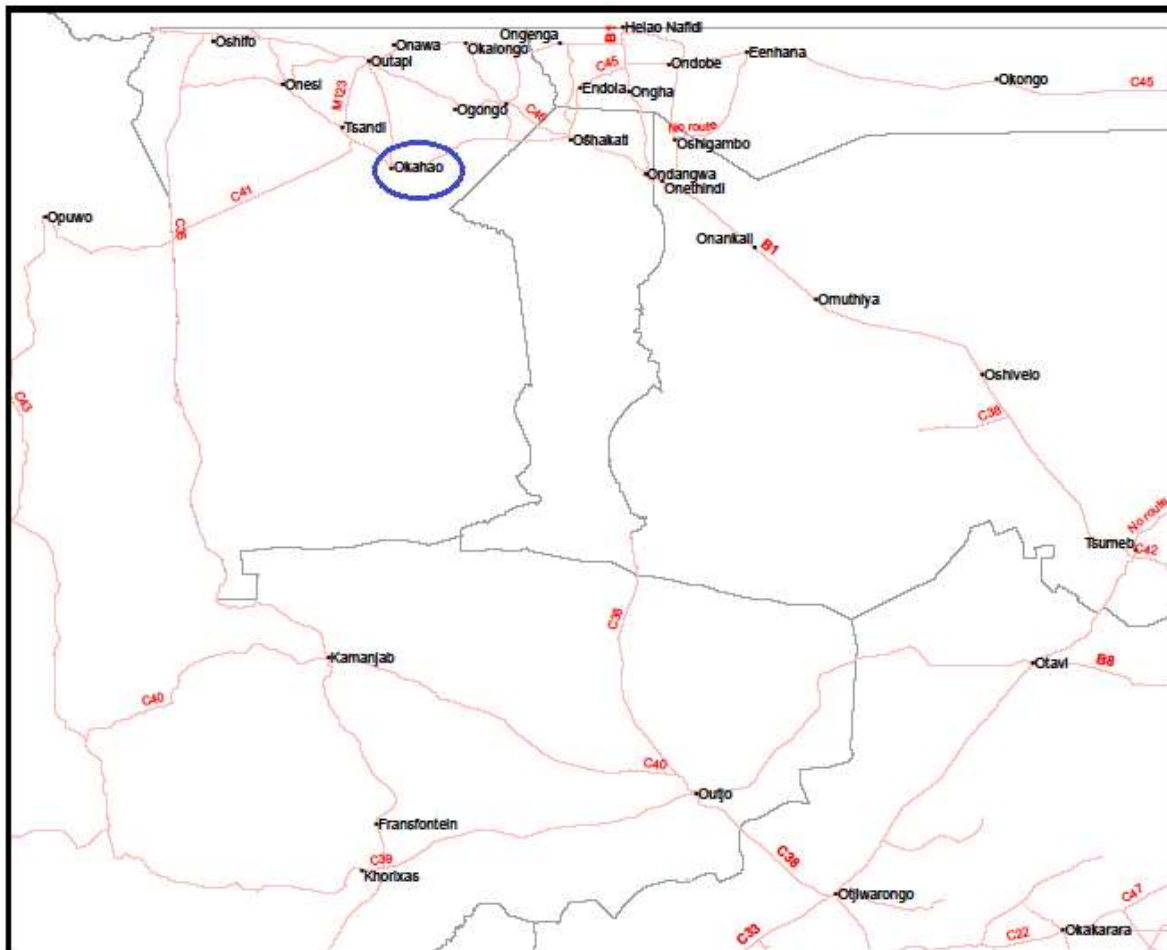 Helao Nafidi
Ongenga
B1
Oshifo
Onawa
Okalongo
Outapi
Ondobe
Eenhana
C45
Onesi
M123
Endola
Ongha
Okongo
C45
Ogongo
C46
Tsandi
No route
Oshakati
Oshigambo
Okahao
Ondangwa
Onethindi
C41
Opuwo
C35
Onankali
B1
Omuthiya
Oshivelo
C43
C38
No route
Tsumeb
C42
C38
Kamanjab
Otavi
B8
C40
C40
Outjo
Fransfontein
C39
Khorixas
C38
Otjiwarongo
C47
C33
C22
Okakarara